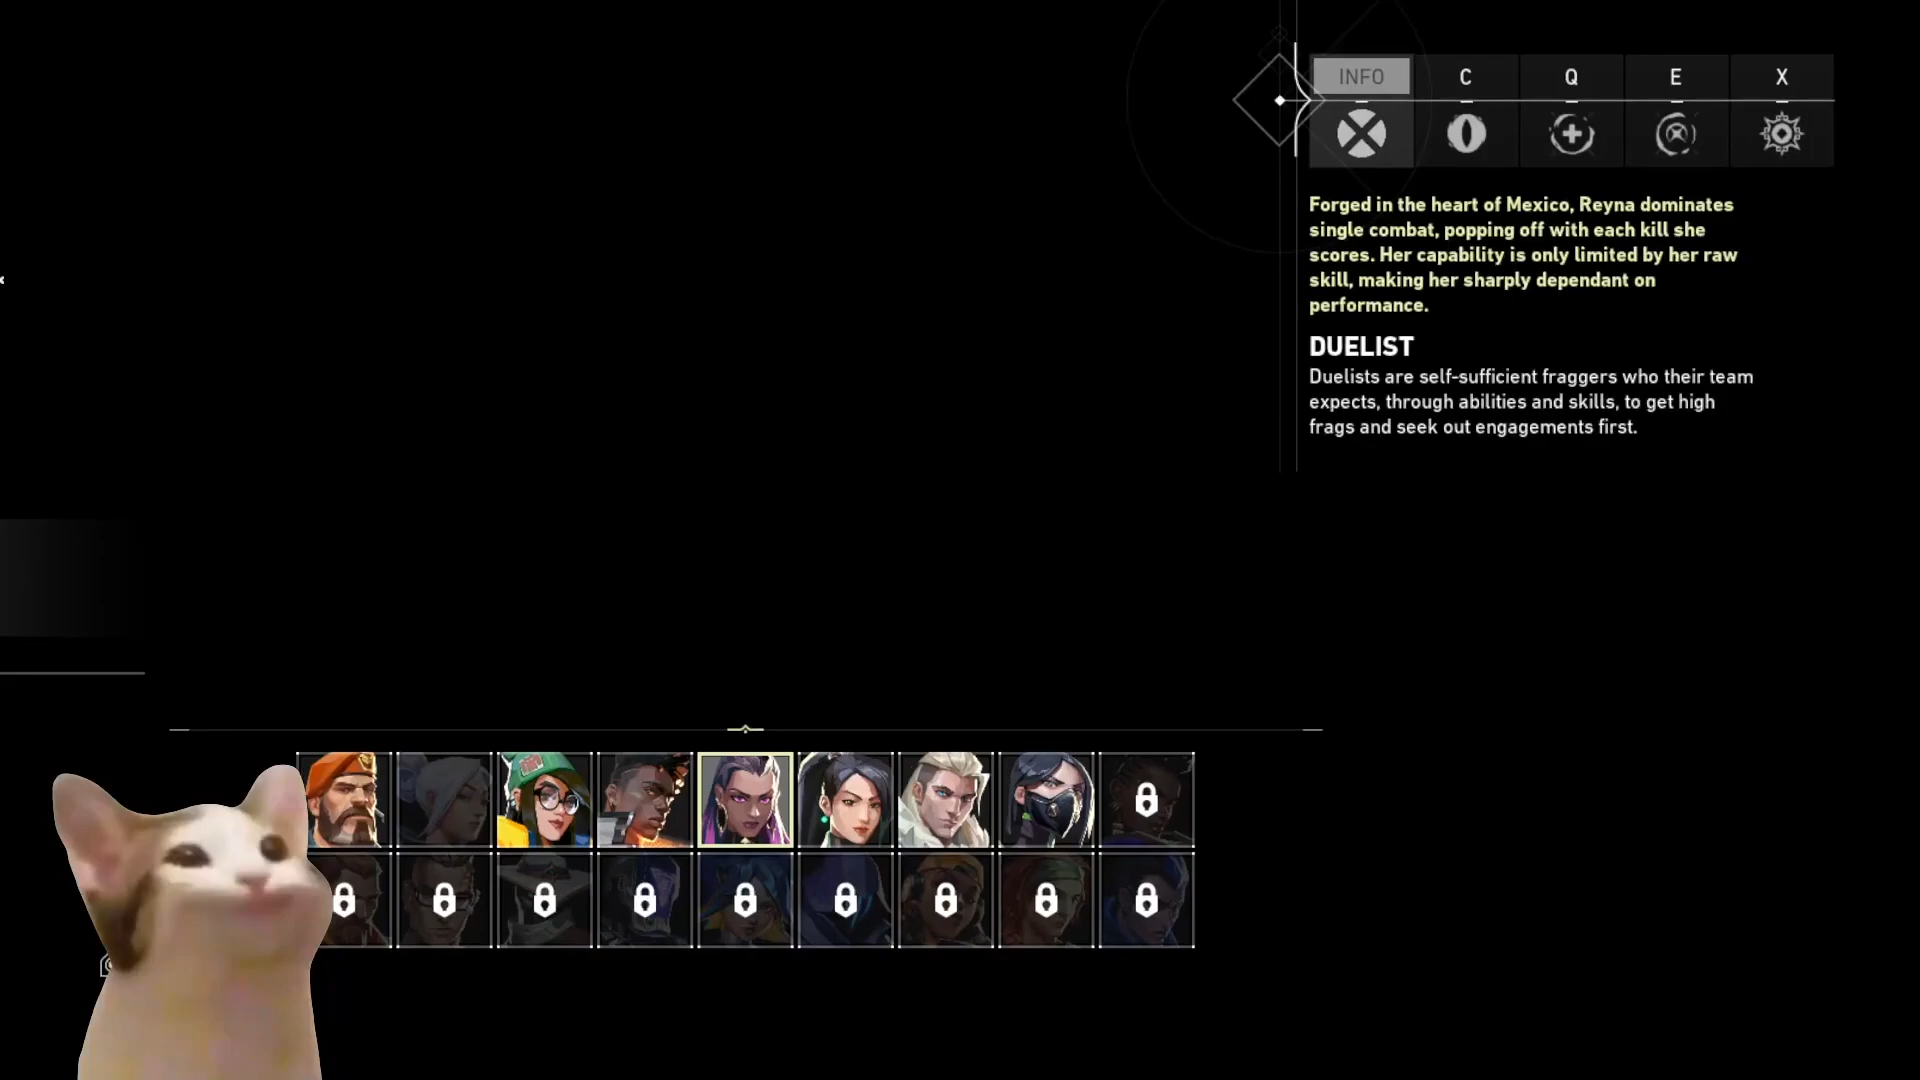 INFO C Q E X
Forged in the heart of Mexico, Reyna dominates
single combat, popping off with each kill she
scores. Her capability is only limited by her raw
skill, making her sharply dependant on
performance.
DUELIST
Duelists are self-sufficient fraggers who their team
expects, through abilities and skills, to get high
frags and seek out engagements first.